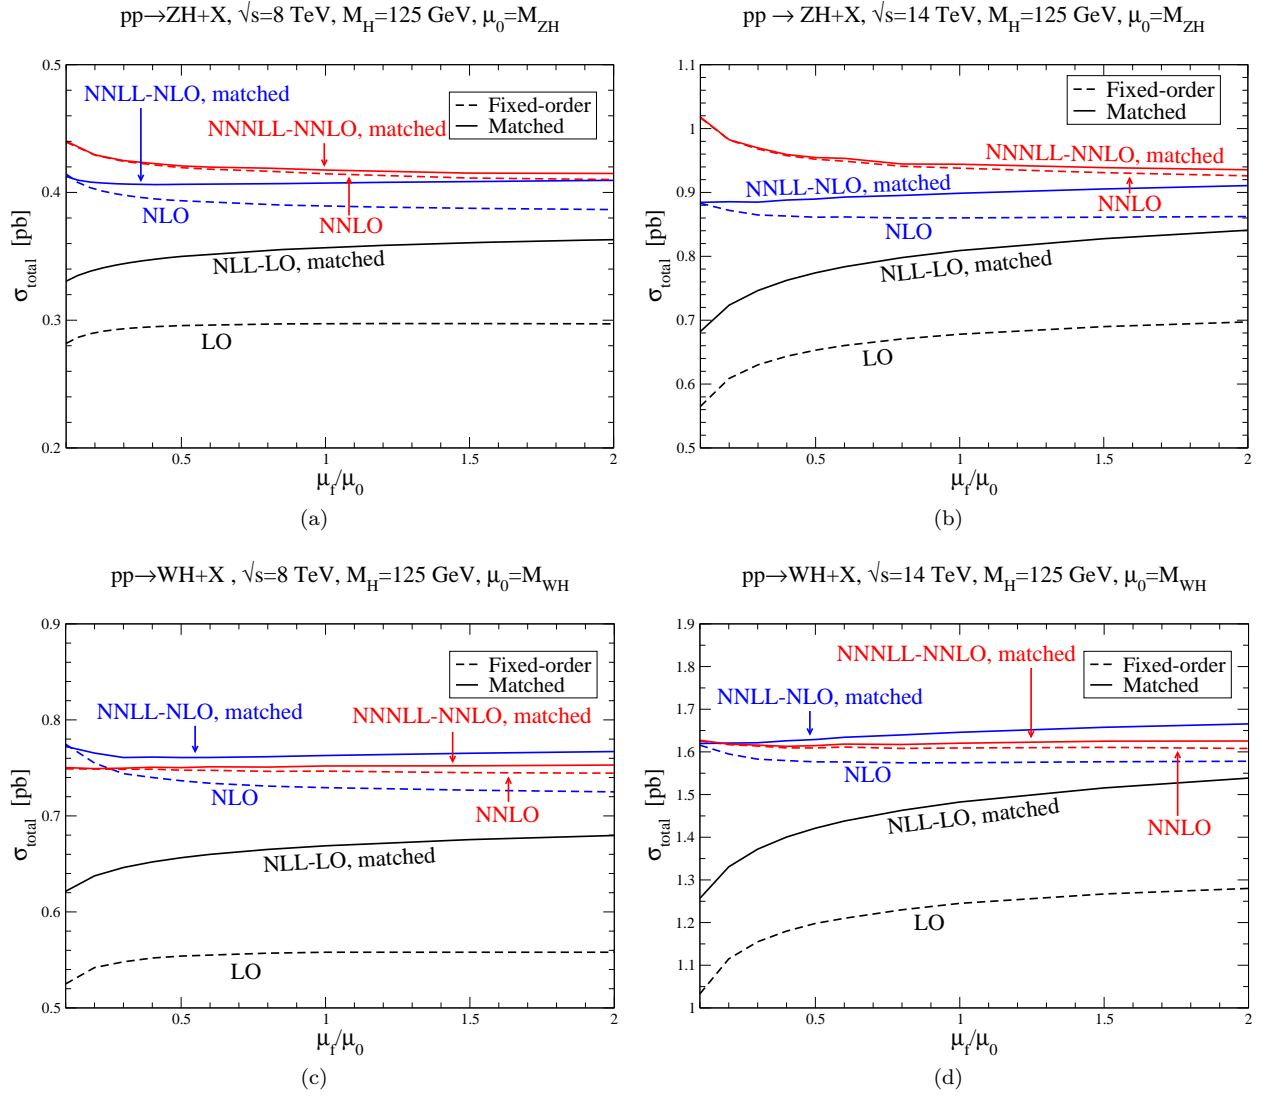 pp→ZH+X, √s=8 TeV, M_H=125 GeV, μ_0=M_ZH
0.5
0.4
0.3
0.2
σ_total [pb]
NNLL-NLO, matched
NNNLL-NNLO, matched
Fixed-order
Matched
NLO
NNLO
NLL-LO, matched
LO
0.5
1
1.5
2
μ_f/μ_0
(a)
pp→ ZH+X, √s=14 TeV, M_H=125 GeV, μ_0=M_ZH
1.1
1
0.9
0.8
0.7
0.6
0.5
σ_total [pb]
Fixed-order
Matched
NNNLL-NNLO, matched
NNLL-NLO, matched
NNLO
NLO
NLL-LO, matched
LO
0.5
1
1.5
2
μ_f/μ_0
(b)
pp→WH+X , √s=8 TeV, M_H=125 GeV, μ_0=M_WH
0.9
0.8
0.7
0.6
0.5
σ_total [pb]
Fixed-order
Matched
NNLL-NLO, matched
NNNLL-NNLO, matched
NLO
NNLO
NLL-LO, matched
LO
0.5
1
1.5
2
μ_f/μ_0
(c)
pp→WH+X, √s=14 TeV, M_H=125 GeV, μ_0=M_WH
1.9
1.8
1.7
1.6
1.5
1.4
1.3
1.2
1.1
1
σ_total [pb]
NNNLL-NNLO, matched
Fixed-order
Matched
NNLL-NLO, matched
NLO
NNLO
NLL-LO, matched
LO
0.5
1
1.5
2
μ_f/μ_0
(d)